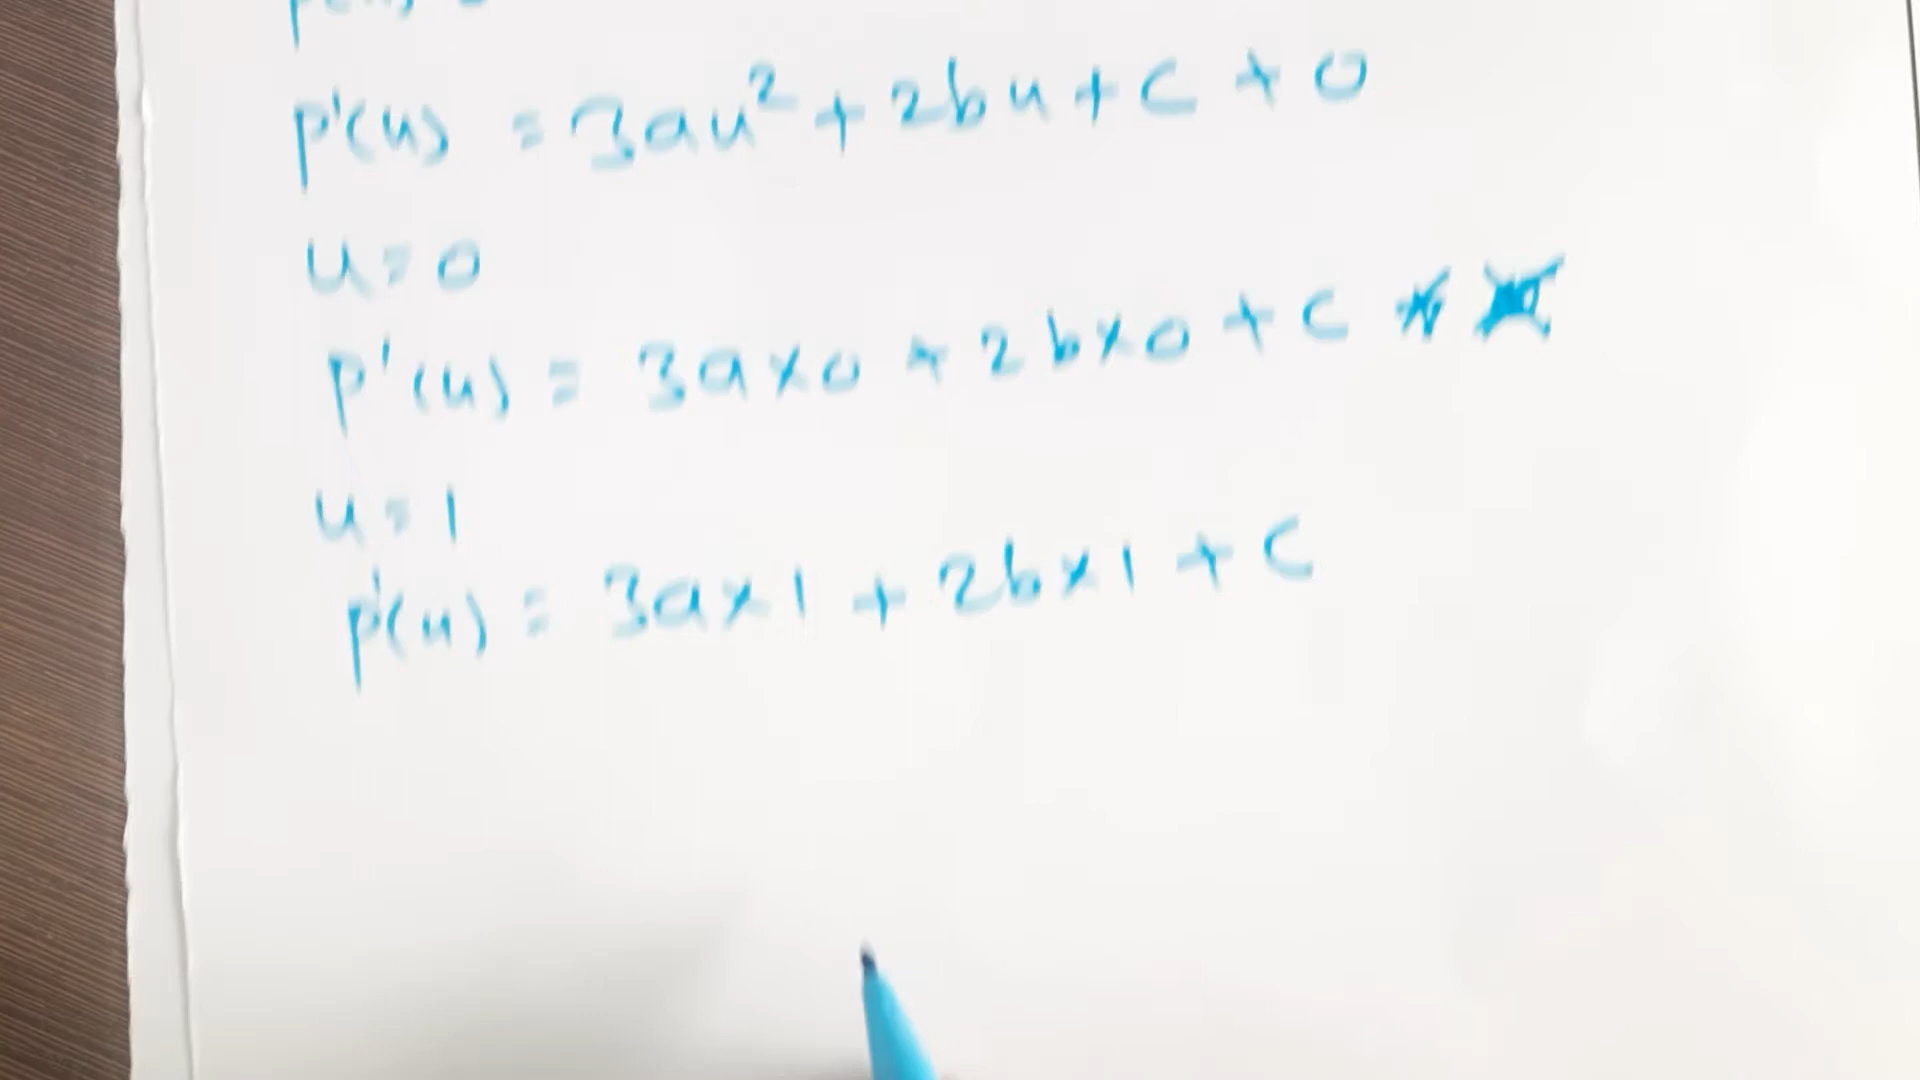 p'(u) = 3au² + 2bu + c + 0
u = 0
p'(u) = 3a×0 + 2b×0 + c
u = 1
p'(u) = 3a×1 + 2b×1 + c